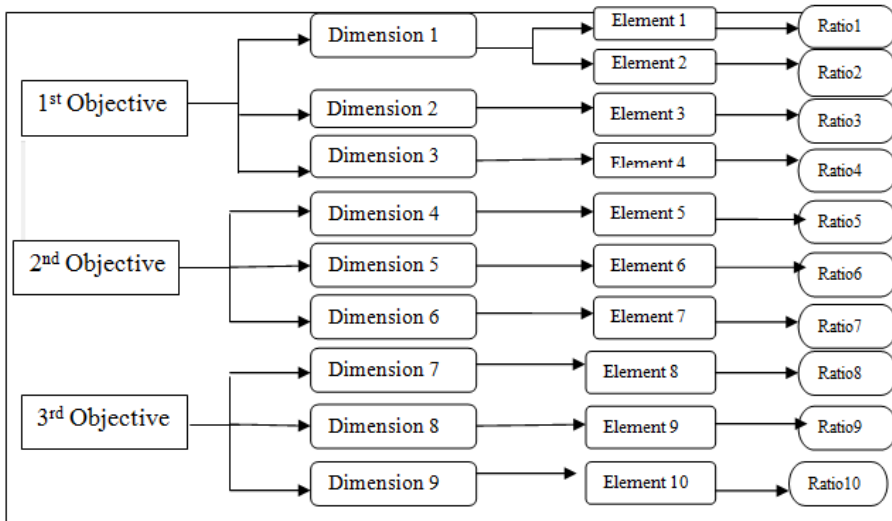 Dimension 1
Element 1
Ratio1
Element 2
Ratio2
1st Objective
Dimension 2
Element 3
Ratio3
Dimension 3
Element 4
Ratio4
Dimension 4
Element 5
Ratio5
2nd Objective
Dimension 5
Element 6
Ratio6
Dimension 6
Element 7
Ratio7
Dimension 7
Element 8
Ratio8
3rd Objective
Dimension 8
Element 9
Ratio9
Dimension 9
Element 10
Ratio10